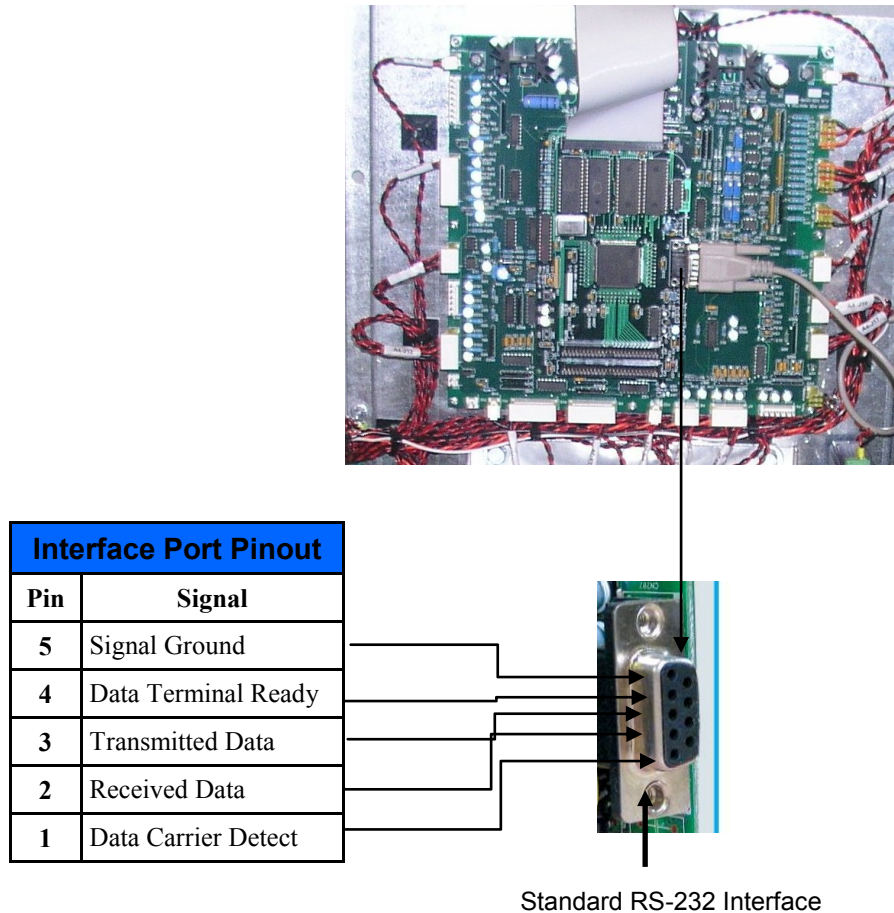 Interface Port Pinout
Pin Signal
5 Signal Ground
4 Data Terminal Ready
3 Transmitted Data
2 Received Data
1 Data Carrier Detect
Standard RS-232 Interface